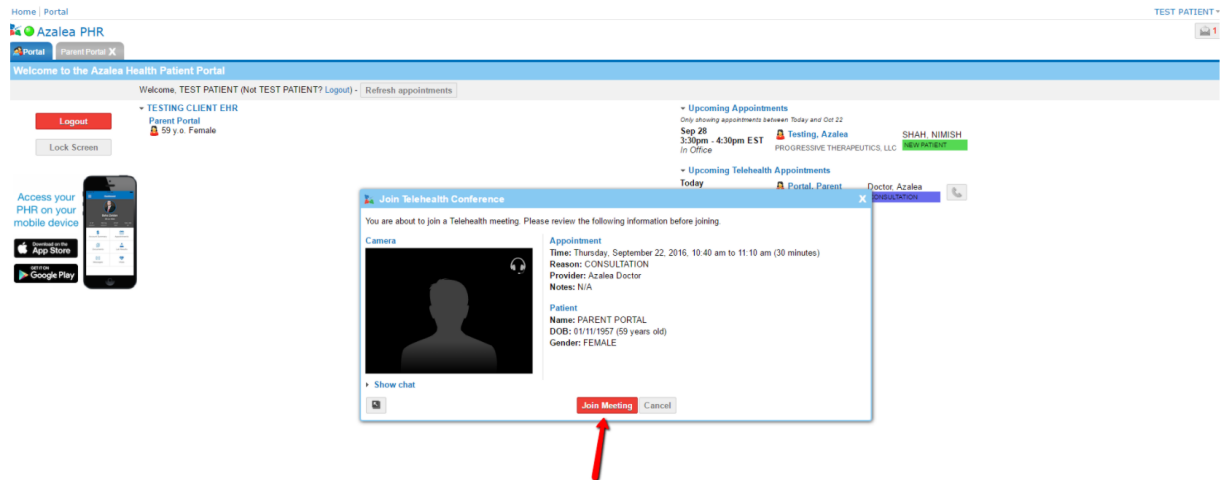 Home | Portal
TEST PATIENT
Azalea PHR
1
Portal
Parent Portal X
Welcome to the Azalea Health Patient Portal
Welcome, TEST PATIENT (Not TEST PATIENT? Logout) - Refresh appointments
Logout
Lock Screen
TESTING CLIENT EHR
Parent Portal
59 y.o. Female
Upcoming Appointments
Only showing appointments between Today and Oct 22
Sep 28
3:30pm - 4:30pm EST
In Office
Testing, Azalea
PROGRESSIVE THERAPEUTICS, LLC
SHAH, NIMISH
NEW PATIENT
Upcoming Telehealth Appointments
Today
Portal, Parent
Doctor, Azalea
CONSULTATION
Access your
PHR on your
mobile device
Download on the
App Store
GET IT ON
Google Play
Join Telehealth Conference X
You are about to join a Telehealth meeting. Please review the following information before joining.
Camera
Appointment
Time: Thursday, September 22, 2016, 10:40 am to 11:10 am (30 minutes)
Reason: CONSULTATION
Provider: Azalea Doctor
Notes: N/A
Patient
Name: PARENT PORTAL
DOB: 01/11/1957 (59 years old)
Gender: FEMALE
Show chat
Join Meeting Cancel